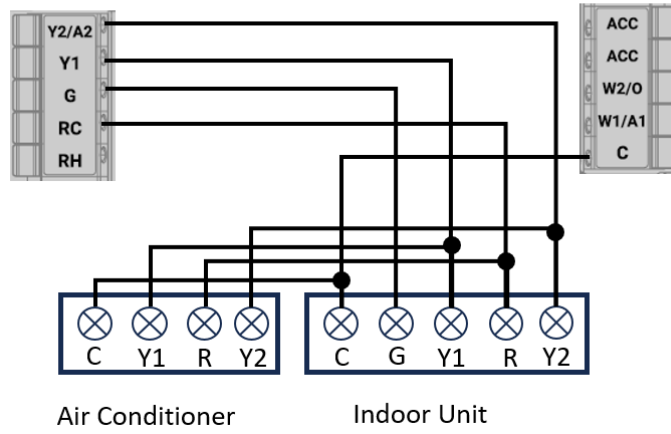 Y2/A2
Y1
G
RC
RH
ACC
ACC
W2/O
W1/A1
C
C Y1 R Y2
C G Y1 R Y2
Air Conditioner
Indoor Unit